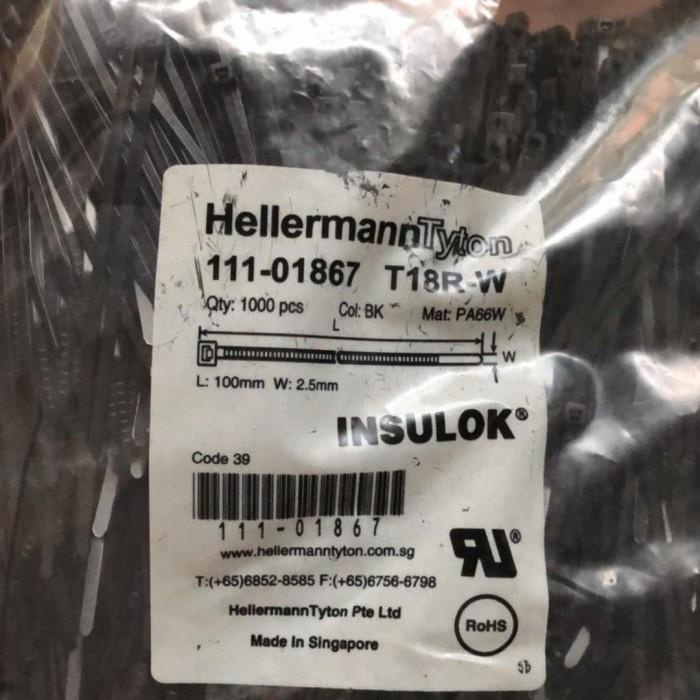 HellermannTyton
111-01867 T18R-W
Qty: 1000 pcs Col: BK Mat: PA66W
L
W
L: 100mm W: 2.5mm
INSULOK®
Code 39
111-01867
www.hellermanntyton.com.sg
T:(+65)6852-8585 F:(+65)6756-6798
HellermannTyton Pte Ltd
Made In Singapore
RU®
RoHS